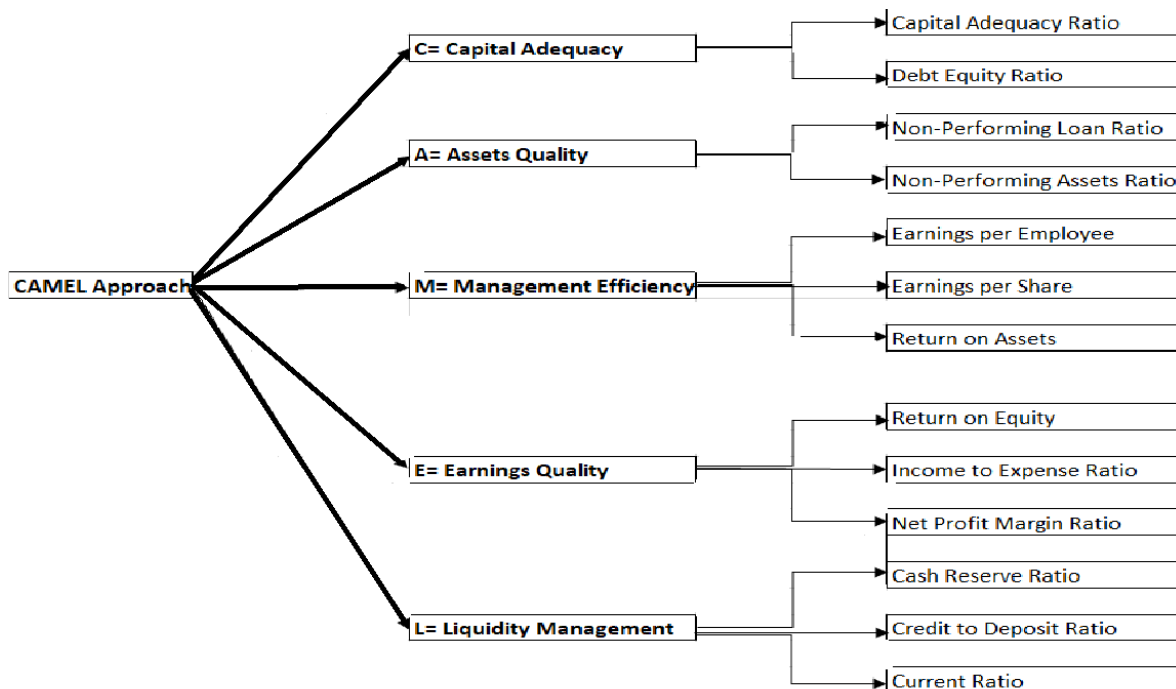 CAMEL Approach
C= Capital Adequacy
Capital Adequacy Ratio
Debt Equity Ratio
A= Assets Quality
Non-Performing Loan Ratio
Non-Performing Assets Ratio
M= Management Efficiency
Earnings per Employee
Earnings per Share
Return on Assets
E= Earnings Quality
Return on Equity
Income to Expense Ratio
Net Profit Margin Ratio
L= Liquidity Management
Cash Reserve Ratio
Credit to Deposit Ratio
Current Ratio